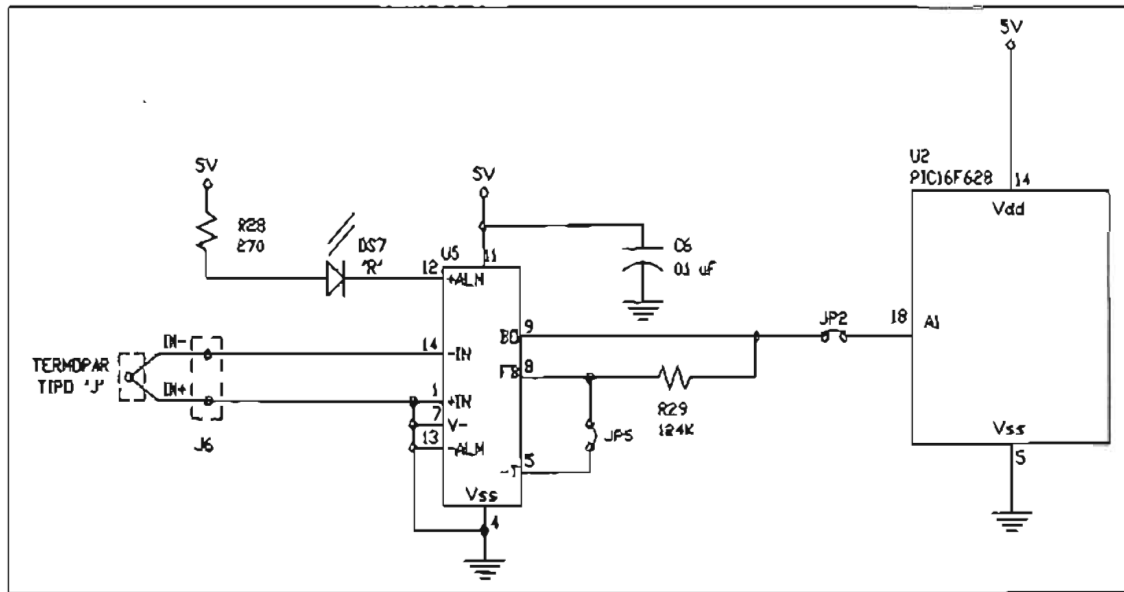 5V
U2
PIC16F628
14
Vdd
5V
5V
R28
270
DS7
"R"
U5
11
C6
0.1 uF
12
+ALM
9
BO
JP2
18
A1
IN-
14
-IN
8
FB
TERMOPAR
TIPO "J"
IN+
1
+IN
R29
124K
7
V-
JP5
J6
13
-ALM
5
-T
Vss
4
Vss
5